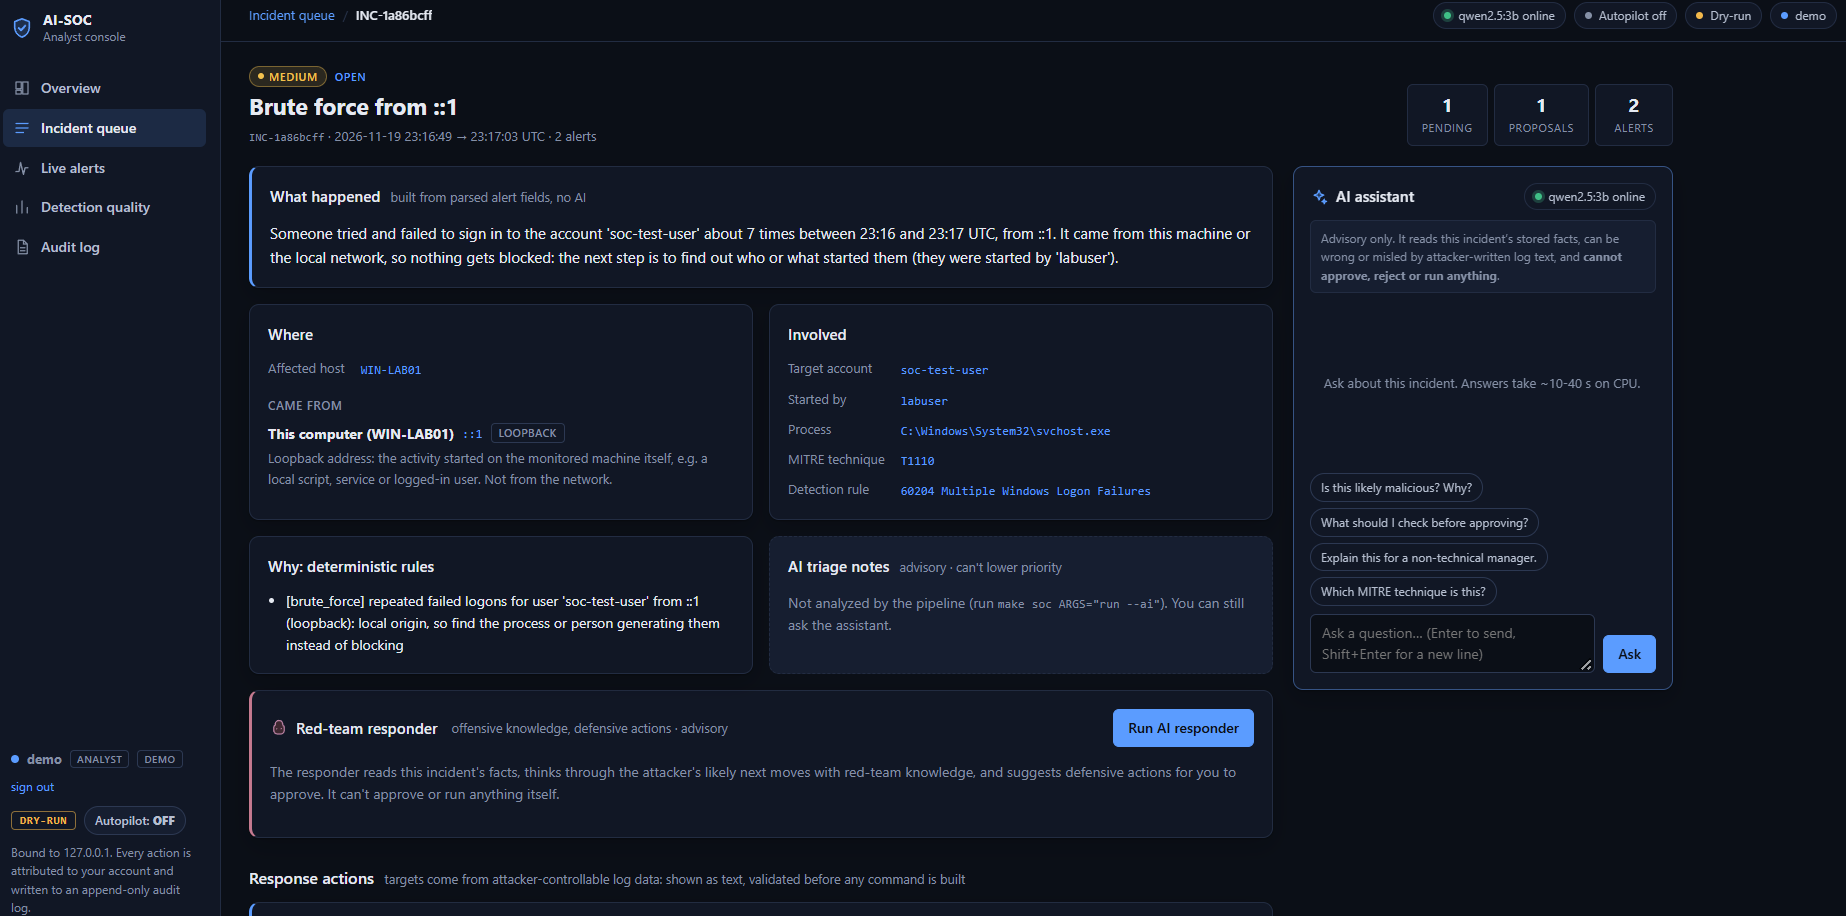 AI-SOC
Analyst console
Overview
Incident queue
Live alerts
Detection quality
Audit log
demo ANALYST DEMO
sign out
DRY-RUN Autopilot: OFF
Bound to 127.0.0.1. Every action is
attributed to your account and
written to an append-only audit
log.
Incident queue / INC-1a86bcff
qwen2.5:3b online Autopilot off Dry-run demo
MEDIUM OPEN
Brute force from ::1
INC-1a86bcff · 2026-11-19 23:16:49 → 23:17:03 UTC · 2 alerts
1 PENDING
1 PROPOSALS
2 ALERTS
What happened built from parsed alert fields, no AI
Someone tried and failed to sign in to the account 'soc-test-user' about 7 times between 23:16 and 23:17 UTC, from ::1. It came from this machine or
the local network, so nothing gets blocked: the next step is to find out who or what started them (they were started by 'labuser').
Where
Affected host WIN-LAB01
CAME FROM
This computer (WIN-LAB01) ::1 LOOPBACK
Loopback address: the activity started on the monitored machine itself, e.g. a
local script, service or logged-in user. Not from the network.
Involved
Target account soc-test-user
Started by labuser
Process C:\Windows\System32\svchost.exe
MITRE technique T1110
Detection rule 60204 Multiple Windows Logon Failures
Why: deterministic rules
• [brute_force] repeated failed logons for user 'soc-test-user' from ::1
(loopback): local origin, so find the process or person generating them
instead of blocking
AI triage notes advisory · can't lower priority
Not analyzed by the pipeline (run make soc ARGS="run --ai"). You can still
ask the assistant.
Red-team responder offensive knowledge, defensive actions · advisory
Run AI responder
The responder reads this incident's facts, thinks through the attacker's likely next moves with red-team knowledge, and suggests defensive actions for you to
approve. It can't approve or run anything itself.
Response actions targets come from attacker-controllable log data: shown as text, validated before any command is built
AI assistant qwen2.5:3b online
Advisory only. It reads this incident's stored facts, can be
wrong or misled by attacker-written log text, and cannot
approve, reject or run anything.
Ask about this incident. Answers take ~10-40 s on CPU.
Is this likely malicious? Why?
What should I check before approving?
Explain this for a non-technical manager.
Which MITRE technique is this?
Ask a question... (Enter to send,
Shift+Enter for a new line)
Ask